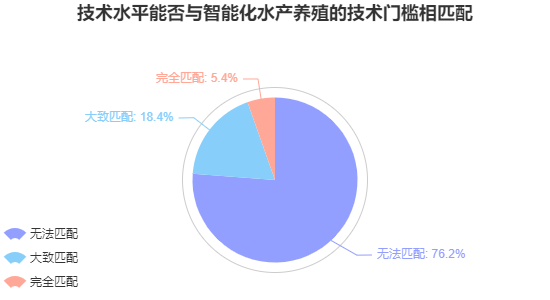 技术水平能否与智能化水产养殖的技术门槛相匹配
完全匹配: 5.4%
大致匹配: 18.4%
无法匹配: 76.2%
无法匹配
大致匹配
完全匹配